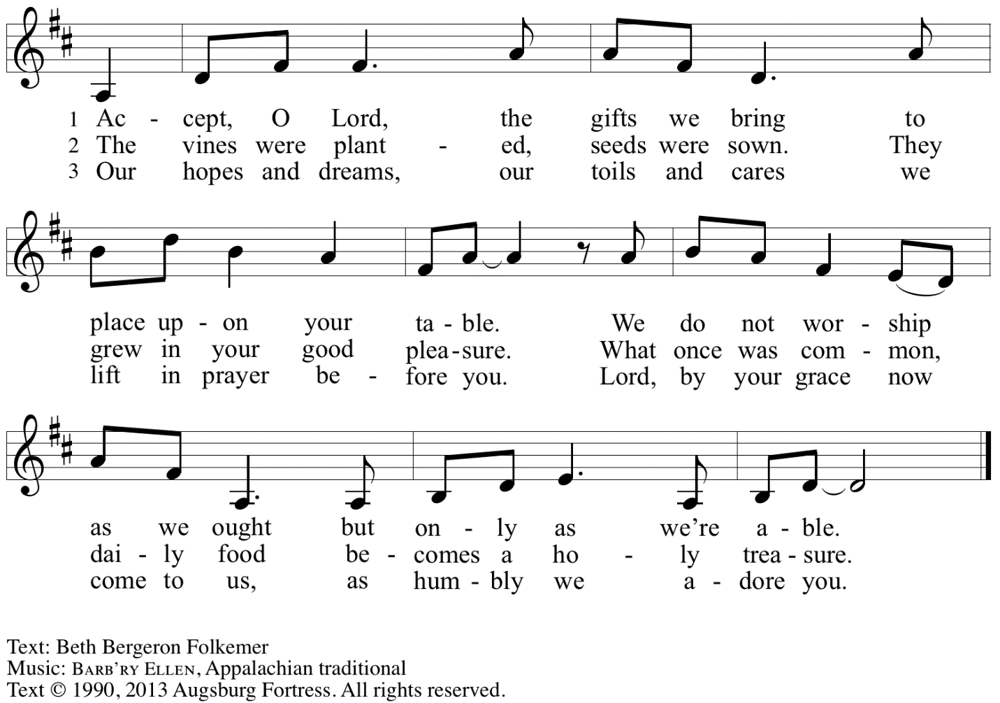 1 Ac - cept, O Lord, the gifts we bring to
2 The vines were plant - ed, seeds were sown. They
3 Our hopes and dreams, our toils and cares we
place up - on your ta - ble. We do not wor - ship
grew in your good plea - sure. What once was com - mon,
lift in prayer be - fore you. Lord, by your grace now
as we ought but on - ly as we're a - ble.
dai - ly food be - comes a ho - ly trea - sure.
come to us, as hum - bly we a - dore you.
Text: Beth Bergeron Folkemer
Music: BARB'RY ELLEN, Appalachian traditional
Text © 1990, 2013 Augsburg Fortress. All rights reserved.